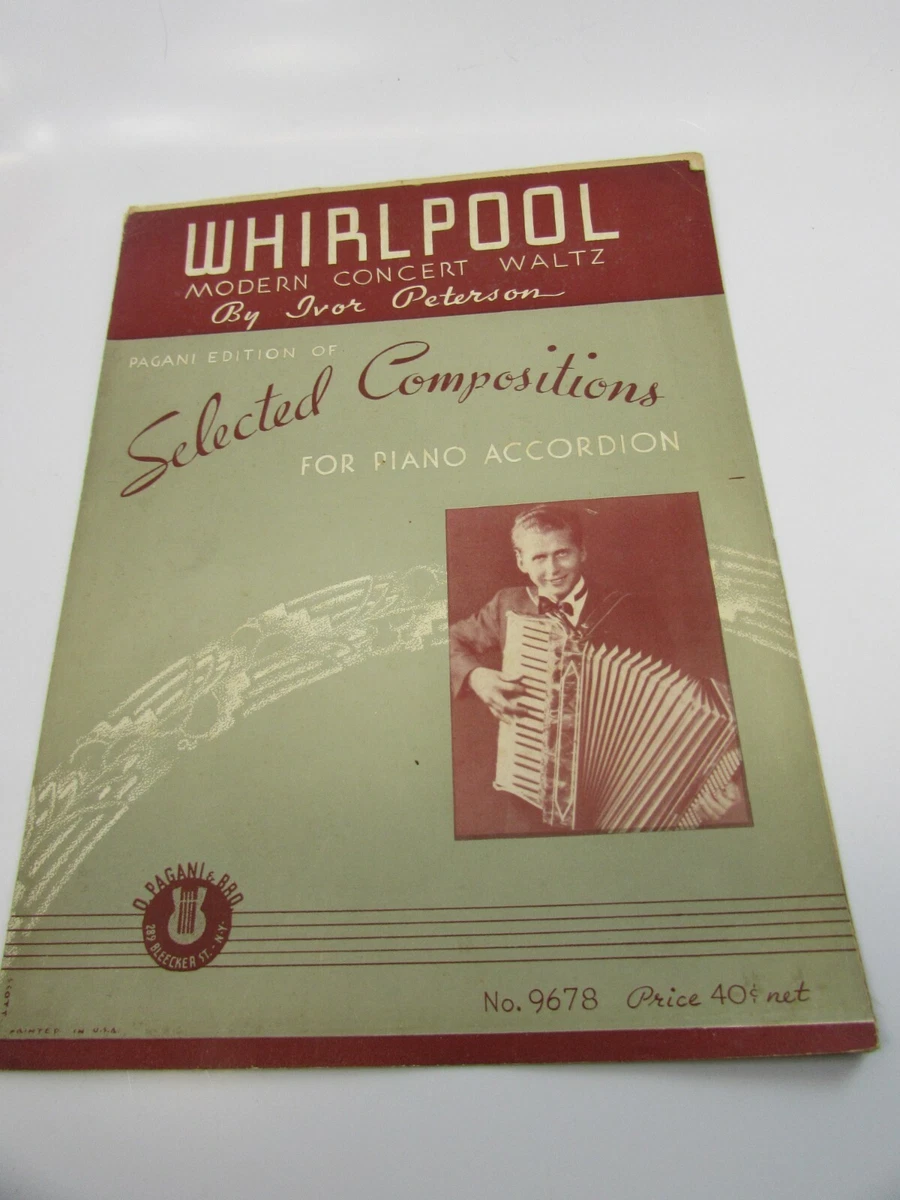 WHIRLPOOL
MODERN CONCERT WALTZ
By Ivor Peterson
PAGANI EDITION OF
Selected Compositions
FOR PIANO ACCORDION
O. PAGANI & BRO.
289 BLEECKER ST. - N.Y.
No. 9678 Price 40¢ net
PRINTED IN U.S.A.